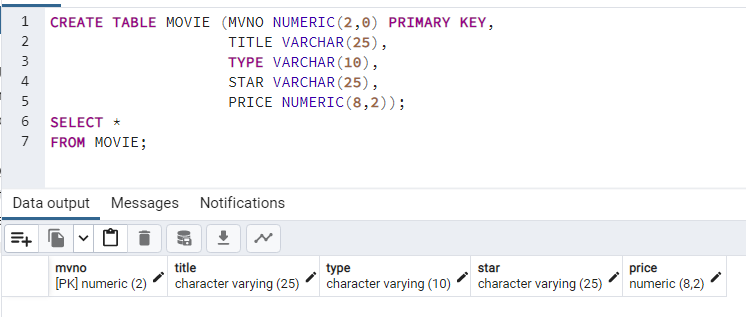 1 CREATE TABLE MOVIE (MVNO NUMERIC(2,0) PRIMARY KEY,
2 TITLE VARCHAR(25),
3 TYPE VARCHAR(10),
4 STAR VARCHAR(25),
5 PRICE NUMERIC(8,2));
6 SELECT *
7 FROM MOVIE;
Data output Messages Notifications
mvno title type star price
[PK] numeric (2) character varying (25) character varying (10) character varying (25) numeric (8,2)